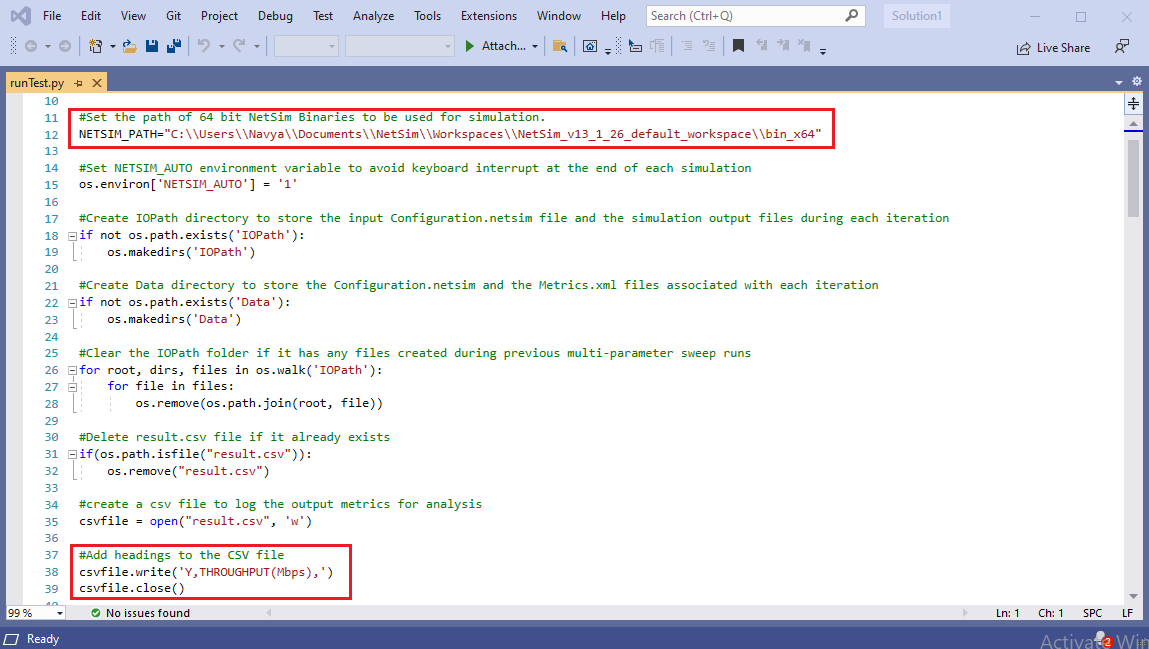 File Edit View Git Project Debug Test Analyze Tools Extensions Window Help Search (Ctrl+Q) Solution1
Attach... Live Share
runTest.py
10
11 #Set the path of 64 bit NetSim Binaries to be used for simulation.
12 NETSIM_PATH="C:\\Users\\Navya\\Documents\\NetSim\\Workspaces\\NetSim_v13_1_26_default_workspace\\bin_x64"
13
14 #Set NETSIM_AUTO environment variable to avoid keyboard interrupt at the end of each simulation
15 os.environ['NETSIM_AUTO'] = '1'
16
17 #Create IOPath directory to store the input Configuration.netsim file and the simulation output files during each iteration
18 if not os.path.exists('IOPath'):
19 os.makedirs('IOPath')
20
21 #Create Data directory to store the Configuration.netsim and the Metrics.xml files associated with each iteration
22 if not os.path.exists('Data'):
23 os.makedirs('Data')
24
25 #Clear the IOPath folder if it has any files created during previous multi-parameter sweep runs
26 for root, dirs, files in os.walk('IOPath'):
27 for file in files:
28 os.remove(os.path.join(root, file))
29
30 #Delete result.csv file if it already exists
31 if(os.path.isfile("result.csv")):
32 os.remove("result.csv")
33
34 #create a csv file to log the output metrics for analysis
35 csvfile = open("result.csv", 'w')
36
37 #Add headings to the CSV file
38 csvfile.write('Y,THROUGHPUT(Mbps),')
39 csvfile.close()
99 % No issues found Ln: 1 Ch: 1 SPC LF
Ready 2
Activate Win